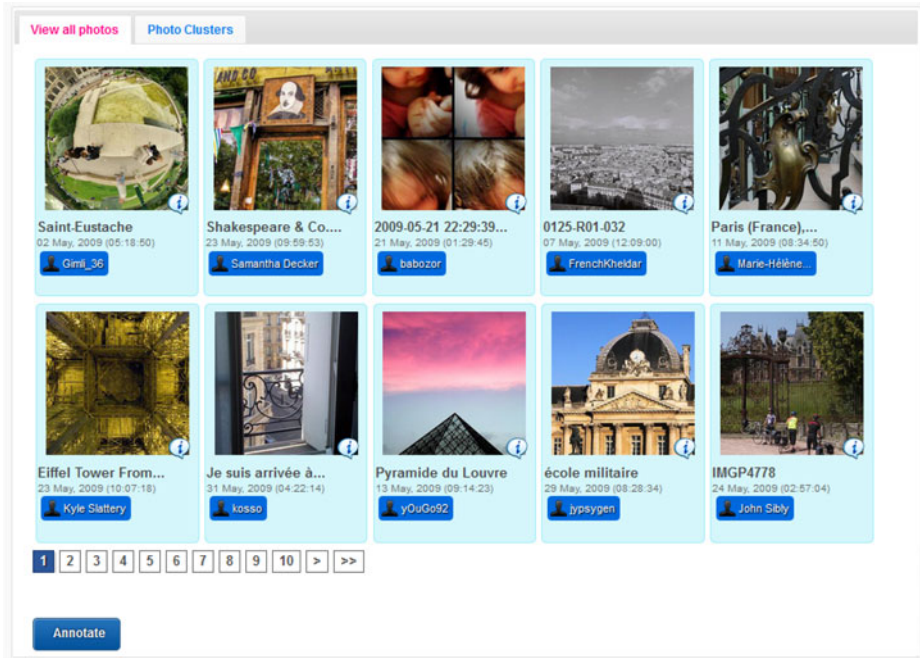 View all photos
Photo Clusters
AND CO
Saint-Eustache
02 May, 2009 (05:18:50)
Gimli_36
Shakespeare & Co....
23 May, 2009 (09:59:53)
Samantha Decker
2009-05-21 22:29:39...
21 May, 2009 (01:29:45)
babozor
0125-R01-032
07 May, 2009 (12:09:00)
FrenchKheldar
Paris (France),...
11 May, 2009 (08:34:50)
Marie-Hélène...
Eiffel Tower From...
23 May, 2009 (10:07:18)
Kyle Slattery
Je suis arrivée à...
31 May, 2009 (04:22:14)
kosso
Pyramide du Louvre
13 May, 2009 (09:14:23)
yOuGo92
école militaire
29 May, 2009 (08:28:34)
jypsygen
IMGP4778
24 May, 2009 (02:57:04)
John Sibly
1 2 3 4 5 6 7 8 9 10 > >>
Annotate